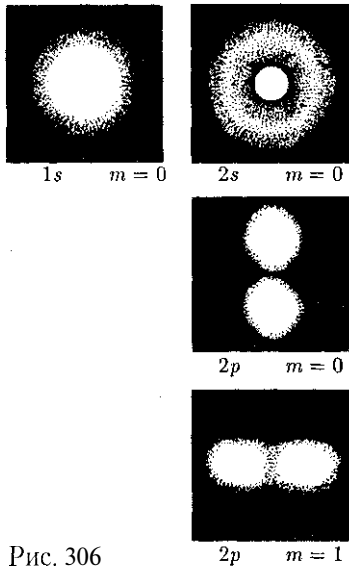 1s m = 0
2s m = 0
2p m = 0
2p m = 1
Рис. 306